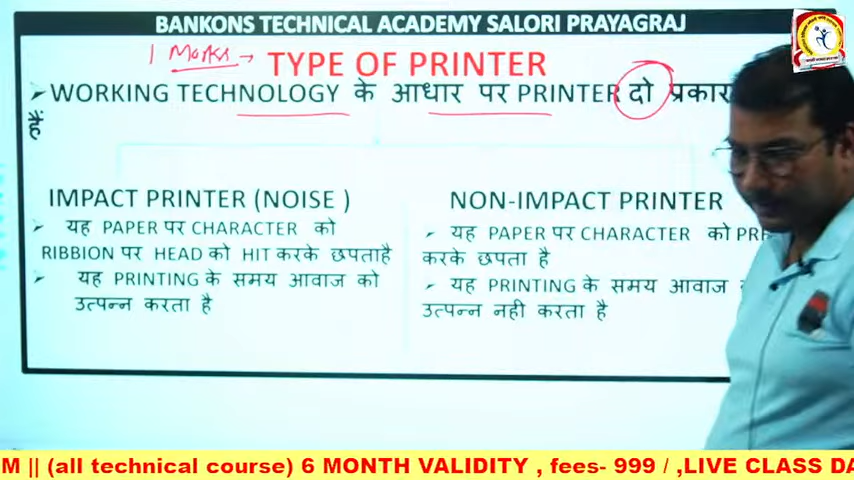 BANKONS TECHNICAL ACADEMY SALORI PRAYAGRAJ
1 Marks → TYPE OF PRINTER
➤WORKING TECHNOLOGY के आधार पर PRINTER दो प्रकार
हैं
IMPACT PRINTER (NOISE )
➤ यह PAPER पर CHARACTER को
RIBBION पर HEAD को HIT करके छपताहै
➤ यह PRINTING के समय आवाज को
उत्पन्न करता है
NON-IMPACT PRINTER
➤ यह PAPER पर CHARACTER को
करके छपता है
➤ यह PRINTING के समय आवाज
उत्पन्न नही करता है
M || (all technical course) 6 MONTH VALIDITY , fees- 999 / ,LIVE CLASS DA